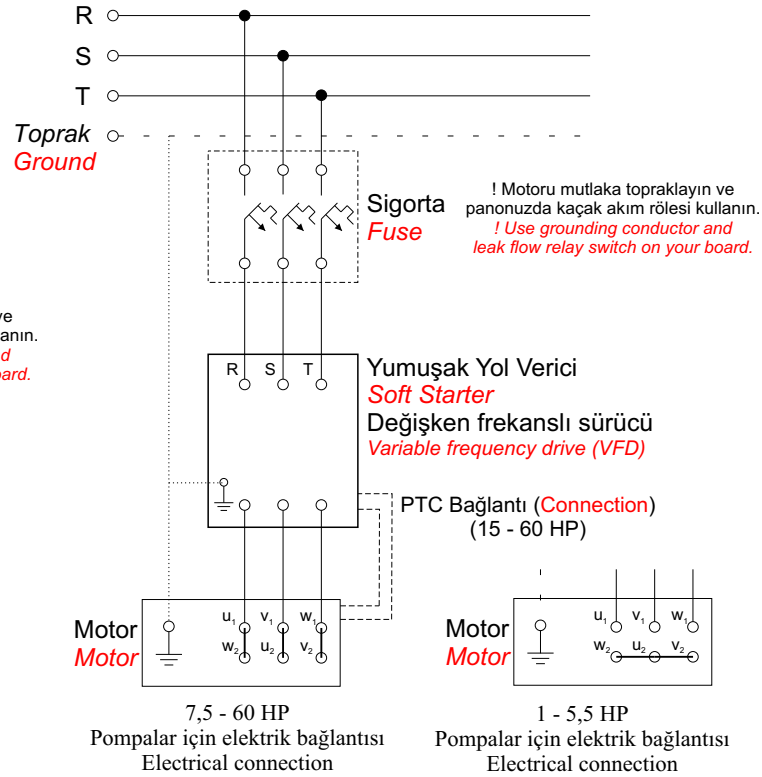 R
S
T
Toprak
Ground
Sigorta
Fuse
! Motoru mutlaka topraklayın ve
panonuzda kaçak akım rölesi kullanın.
! Use grounding conductor and
leak flow relay switch on your board.
ve
anın.
d
ard.
R S T
Yumuşak Yol Verici
Soft Starter
Değişken frekanslı sürücü
Variable frequency drive (VFD)
PTC Bağlantı (Connection)
(15 - 60 HP)
Motor
Motor
u₁ v₁ w₁
w₂ u₂ v₂
7,5 - 60 HP
Pompalar için elektrik bağlantısı
Electrical connection
Motor
Motor
u₁ v₁ w₁
w₂ u₂ v₂
1 - 5,5 HP
Pompalar için elektrik bağlantısı
Electrical connection